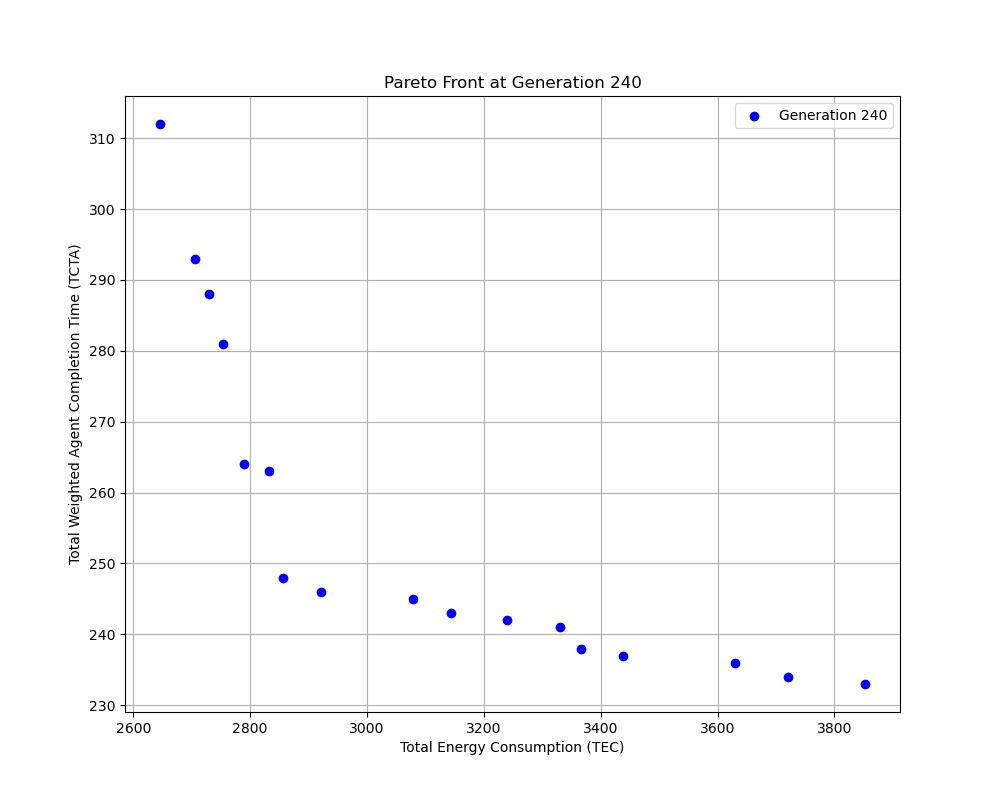 Pareto Front at Generation 240
Generation 240
Total Weighted Agent Completion Time (TCTA)
310
300
290
280
270
260
250
240
230
2600 2800 3000 3200 3400 3600 3800
Total Energy Consumption (TEC)